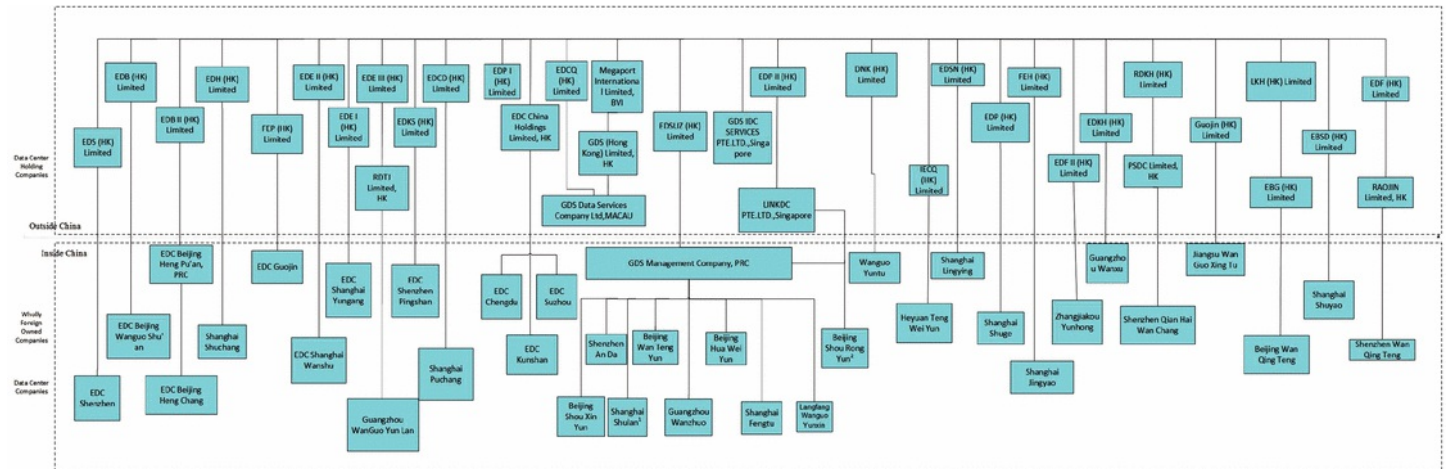 EDB (HK)
Limited
EDH (HK)
Limited
EDE II (HK)
Limited
EDE III (HK)
Limited
EDCD (HK)
Limited
EDP I
(HK)
Limited
EDCQ
(HK)
Limited
Megaport
Internationa
l Limited,
BVI
EDP II (HK)
Limited
DNK (HK)
Limited
EDSN (HK)
Limited
FEH (HK)
Limited
RDKH (HK)
Limited
LKH (HK) Limited
EDF (HK)
Limited
EDS (HK)
Limited
EDB II (HK)
Limited
FEP (HK)
Limited
EDE I
(HK)
Limited
EDKS (HK)
Limited
EDC China
Holdings
Limited, HK
GDS (Hong
Kong) Limited,
HK
EDSUZ (HK)
Limited
GDS IDC
SERVICES
PTE.LTD.,Singa
pore
EDP (HK)
Limited
EDKH (HK)
Limited
Guojin (HK)
Limited
EBSD (HK)
Limited
Data Center
Holding
Companies
RDTJ
Limited,
HK
GDS Data Services
Company Ltd,MACAU
LINKDC
PTE.LTD.,Singapore
IECQ
(HK)
Limited
EDF II (HK)
Limited
PSDC Limited,
HK
EBG (HK)
Limited
RAOJIN
Limited, HK
Outside China
Inside China
EDC Beijing
Heng Pu'an,
PRC
EDC Guojin
EDC
Shanghai
Yungang
EDC
Shenzhen
Pingshan
EDC
Chengdu
EDC
Suzhou
GDS Management Company, PRC
Wanguo
Yuntu
Shanghai
Lingying
Guangzho
u Wanxu
Jiangsu Wan
Guo Xing Tu
Shanghai
Shuyao
Wholly
Foreign
Owned
Companies
EDC Beijing
Wanguo Shu'
an
Shanghai
Shuchang
EDC Shanghai
Wanshu
Shanghai
Puchang
EDC
Kunshan
Shenzhen
An Da
Beijing
Wan Teng
Yun
Beijing
Hua Wei
Yun
Beijing
Shou Rong
Yun
Heyuan Teng
Wei Yun
Shanghai
Shuge
Zhangjiakou
Yunhong
Shenzhen Qian Hai
Wan Chang
Beijing Wan
Qing Teng
Shenzhen Wan
Qing Teng
Data Center
Companies
EDC
Shenzhen
EDC Beijing
Heng Chang
Guangzhou
WanGuo Yun Lan
Beijing
Shou Xin
Yun
Shanghai
Shuian
Guangzhou
Wanzhuo
Shanghai
Fengtu
Langfang
Wanguo
Yunxin
Shanghai
Jingyao